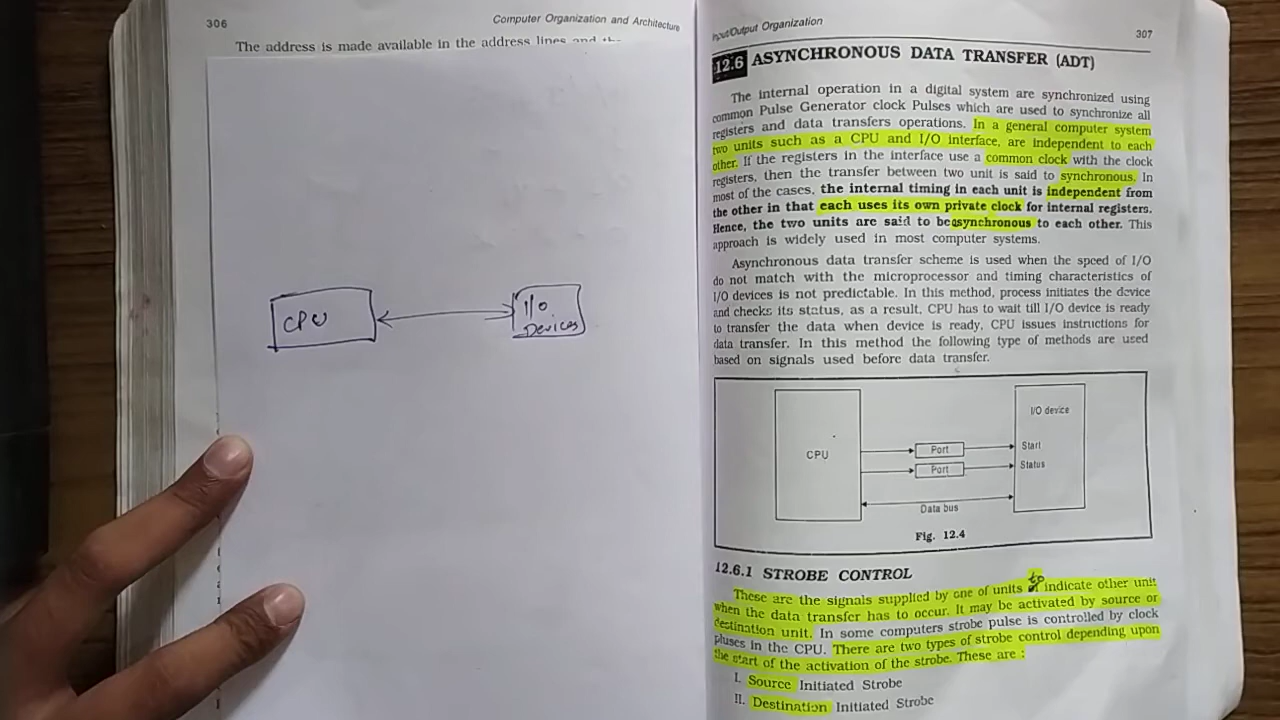 306
Computer Organization and Architecture
The address is made available in the address lines and
CPU
I/O
Devices
Input/Output Organization
307
12.6 ASYNCHRONOUS DATA TRANSFER (ADT)
The internal operation in a digital system are synchronized using
common Pulse Generator clock Pulses which are used to synchronize all
registers and data transfers operations. In a general computer system
two units such as a CPU and I/O interface, are independent to each
other. If the registers in the interface use a common clock with the clock
registers, then the transfer between two unit is said to synchronous. In
most of the cases, the internal timing in each unit is independent from
the other in that each uses its own private clock for internal registers.
Hence, the two units are said to be asynchronous to each other. This
approach is widely used in most computer systems.
Asynchronous data transfer scheme is used when the speed of I/O
do not match with the microprocessor and timing characteristics of
I/O devices is not predictable. In this method, process initiates the device
and checks its status, as a result, CPU has to wait till I/O device is ready
to transfer the data when device is ready, CPU issues instructions for
data transfer. In this method the following type of methods are used
based on signals used before data transfer.
CPU
I/O device
Port
Start
Port
Status
Data bus
Fig. 12.4
12.6.1 STROBE CONTROL
These are the signals supplied by one of units to indicate other unit
when the data transfer has to occur. It may be activated by source or
destination unit. In some computers strobe pulse is controlled by clock
pluses in the CPU. There are two types of strobe control depending upon
the start of the activation of the strobe. These are :
I. Source Initiated Strobe
II. Destination Initiated Strobe